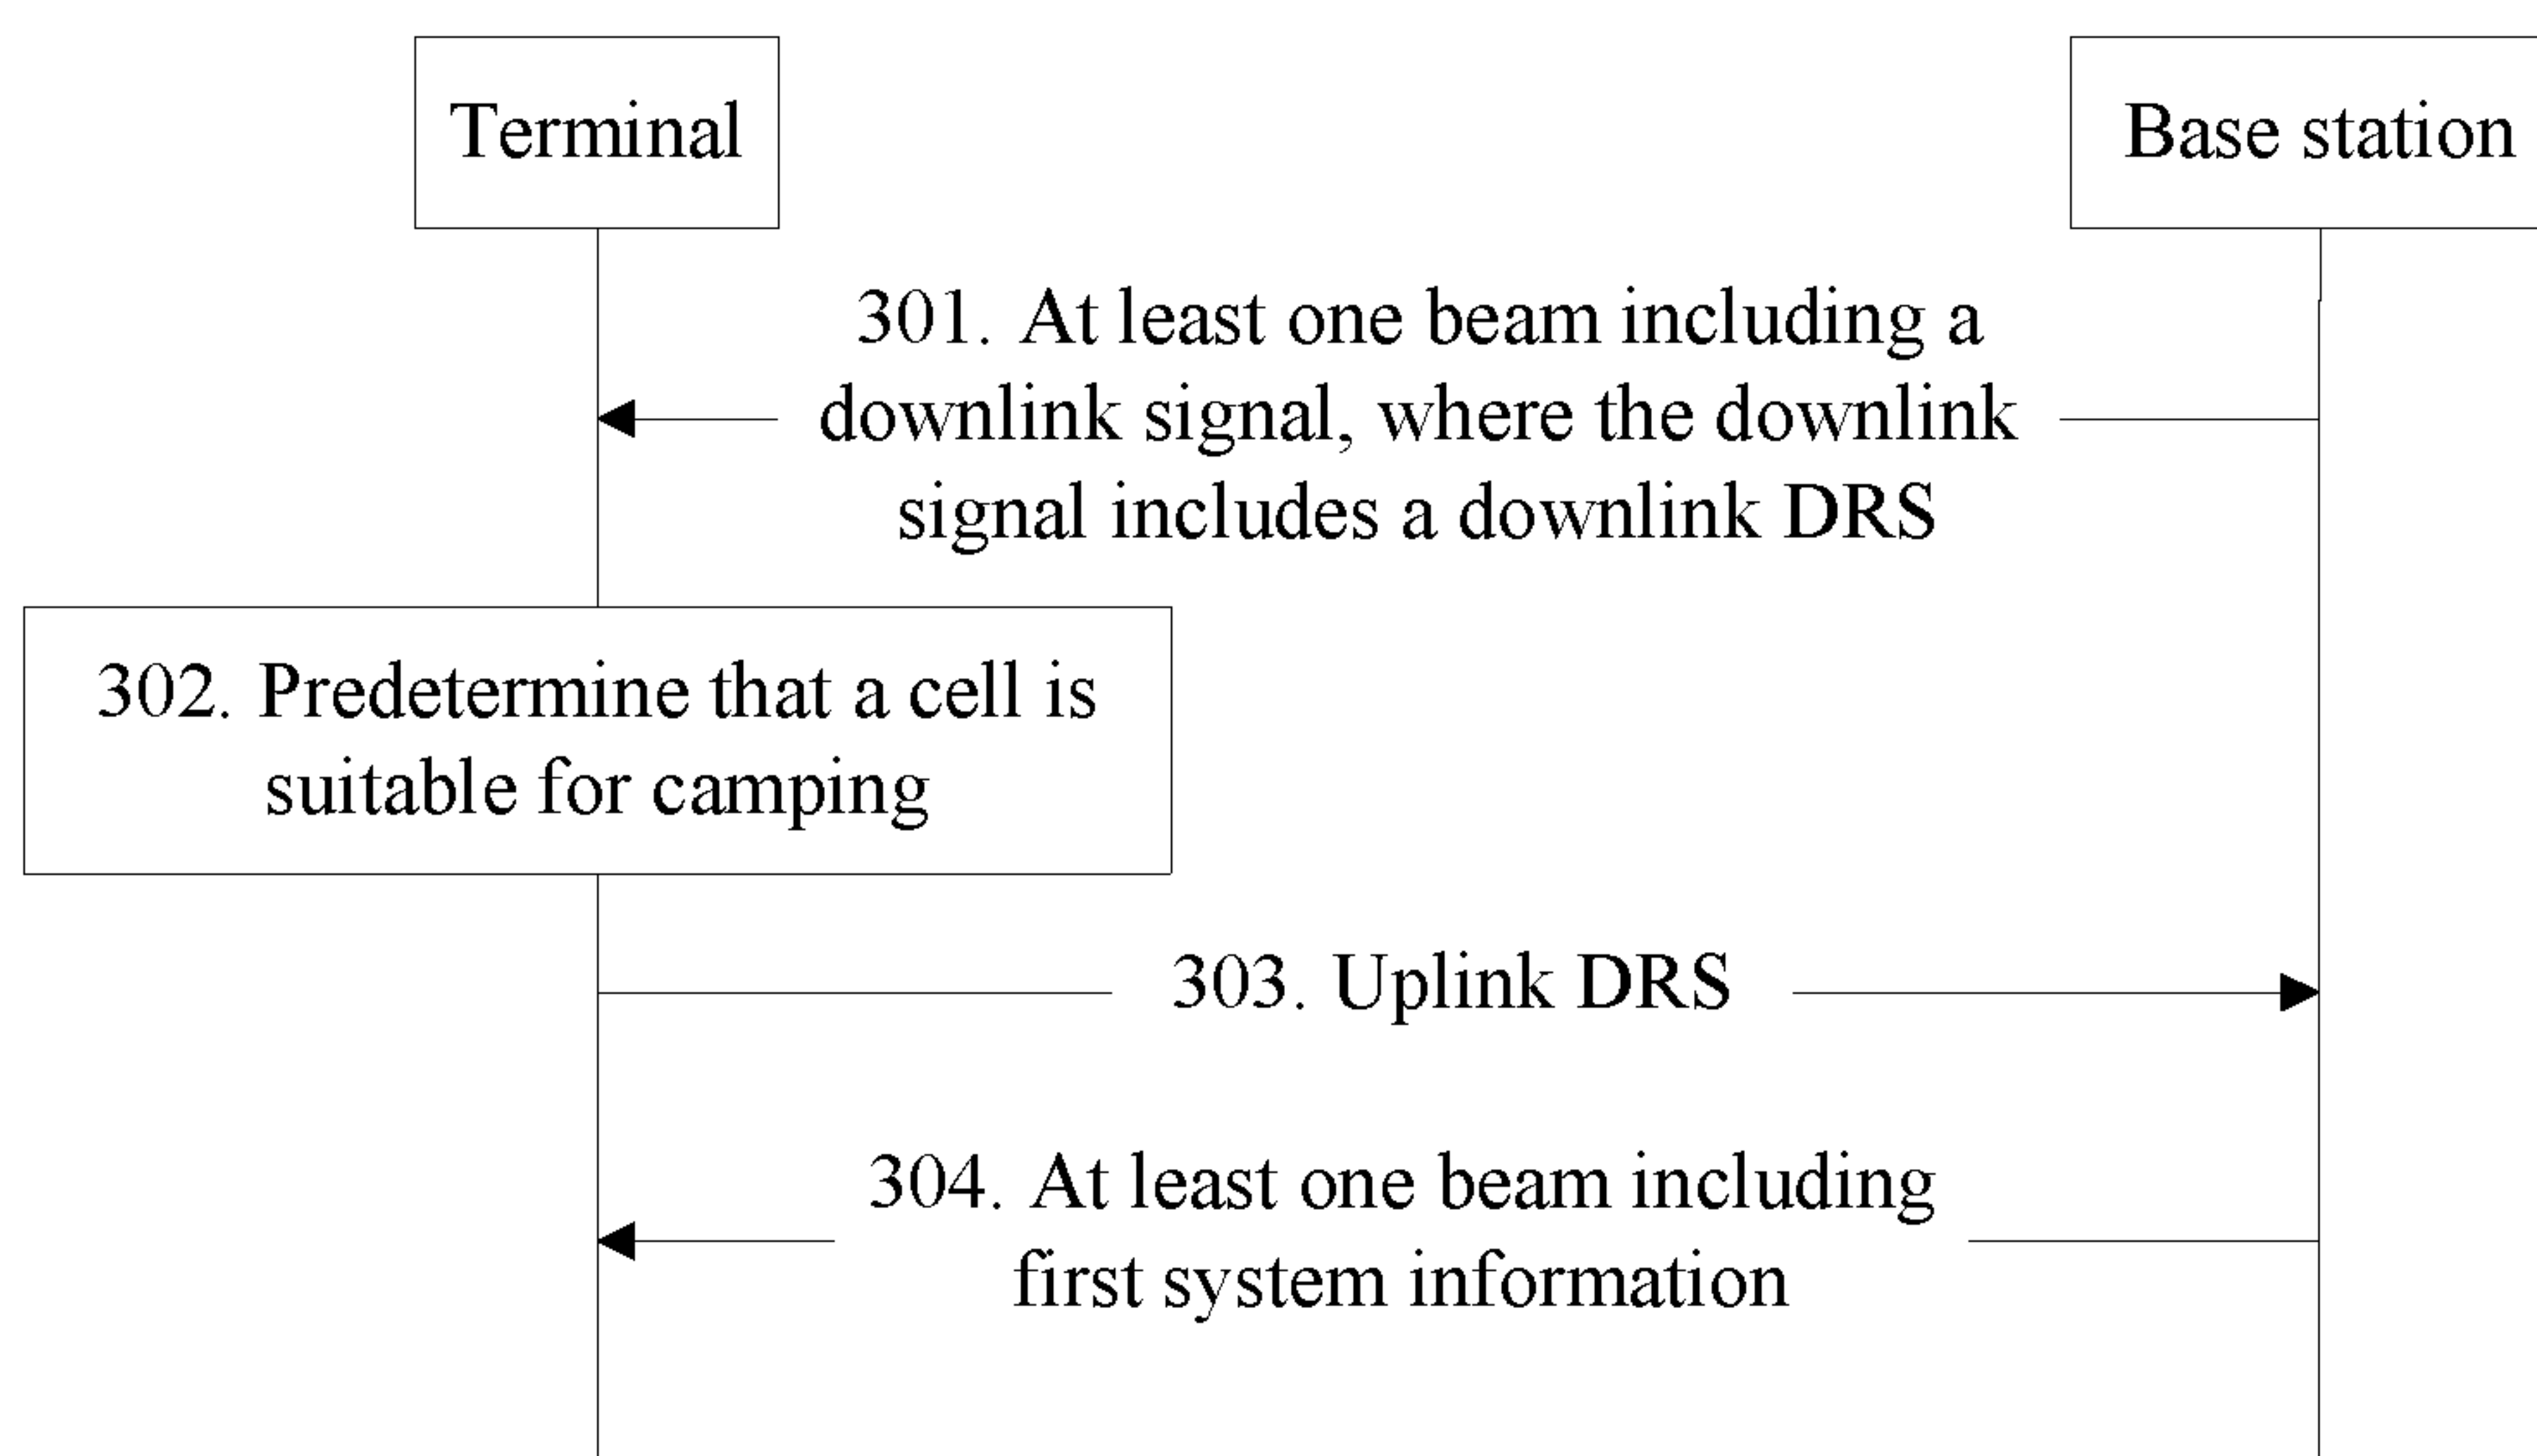 Terminal
Base station
301. At least one beam including a
downlink signal, where the downlink
signal includes a downlink DRS
302. Predetermine that a cell is
suitable for camping
303. Uplink DRS
304. At least one beam including
first system information